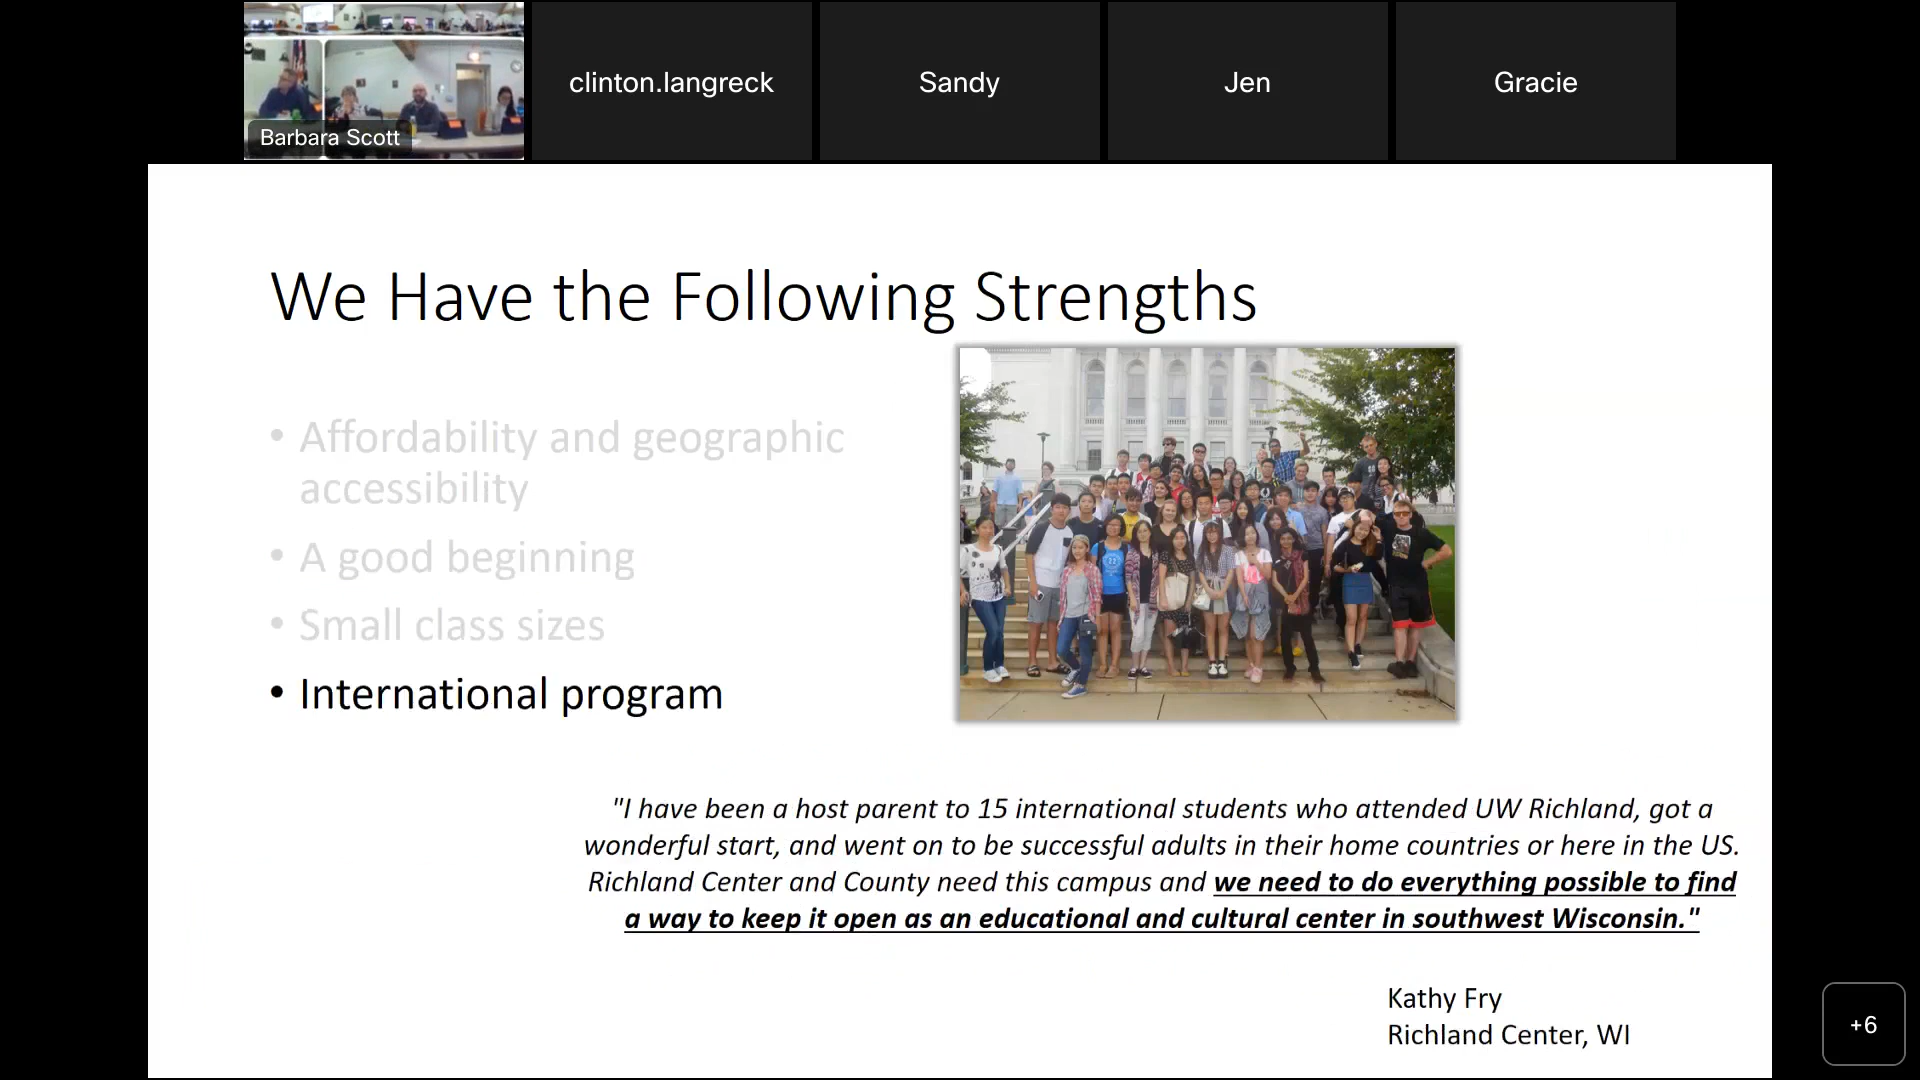 Barbara Scott
clinton.langreck
Sandy
Jen
Gracie
We Have the Following Strengths
• Affordability and geographic
accessibility
• A good beginning
• Small class sizes
• International program
"I have been a host parent to 15 international students who attended UW Richland, got a
wonderful start, and went on to be successful adults in their home countries or here in the US.
Richland Center and County need this campus and we need to do everything possible to find
a way to keep it open as an educational and cultural center in southwest Wisconsin."
Kathy Fry
Richland Center, WI
+6